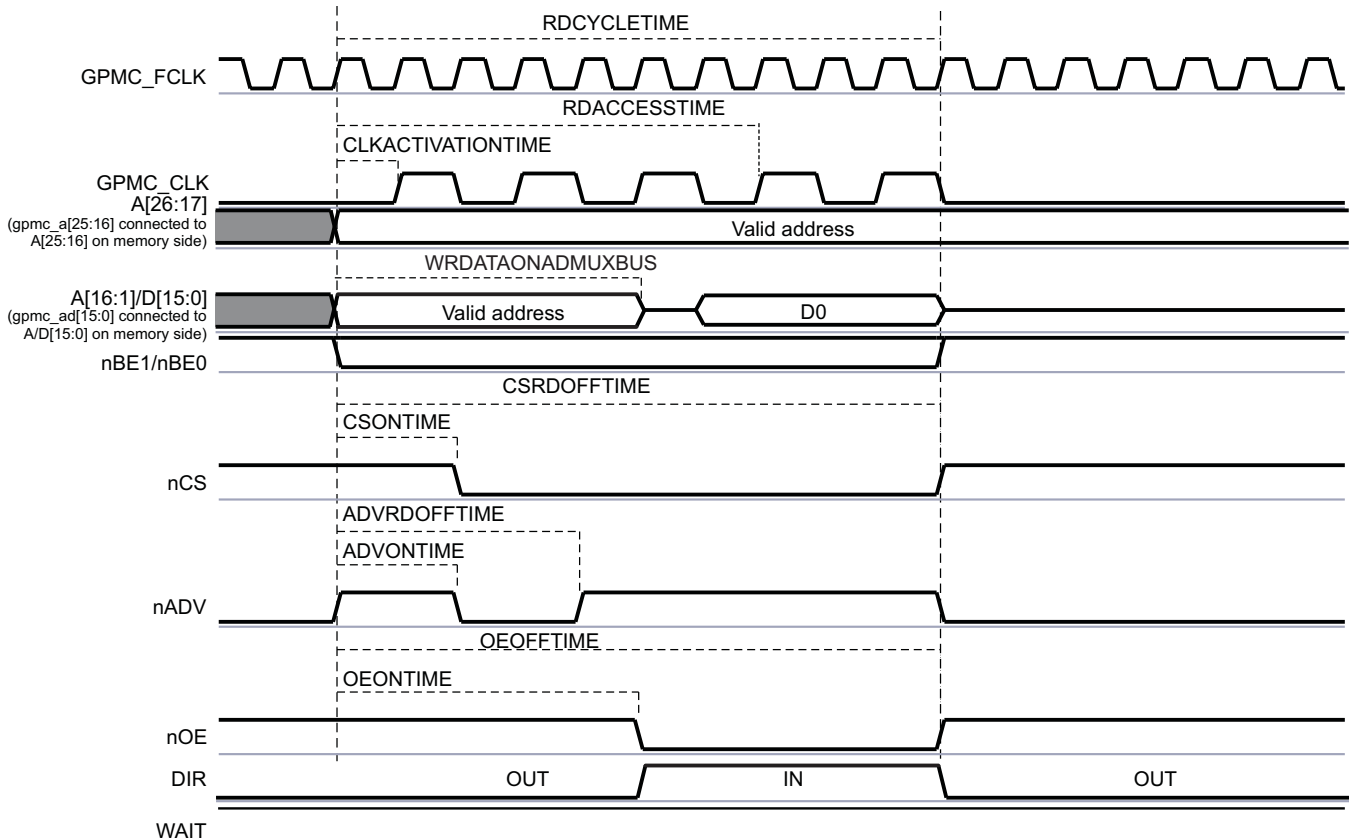 RDCYCLETIME
GPMC_FCLK
RDACCESSTIME
CLKACTIVATIONTIME
GPMC_CLK
A[26:17]
(gpmc_a[25:16] connected to
A[25:16] on memory side)
Valid address
WRDATAONADMUXBUS
A[16:1]/D[15:0]
(gpmc_ad[15:0] connected to
A/D[15:0] on memory side)
Valid address
D0
nBE1/nBE0
CSRDOFFTIME
CSONTIME
nCS
ADVRDOFFTIME
ADVONTIME
nADV
OEOFFTIME
OEONTIME
nOE
DIR
OUT
IN
OUT
WAIT